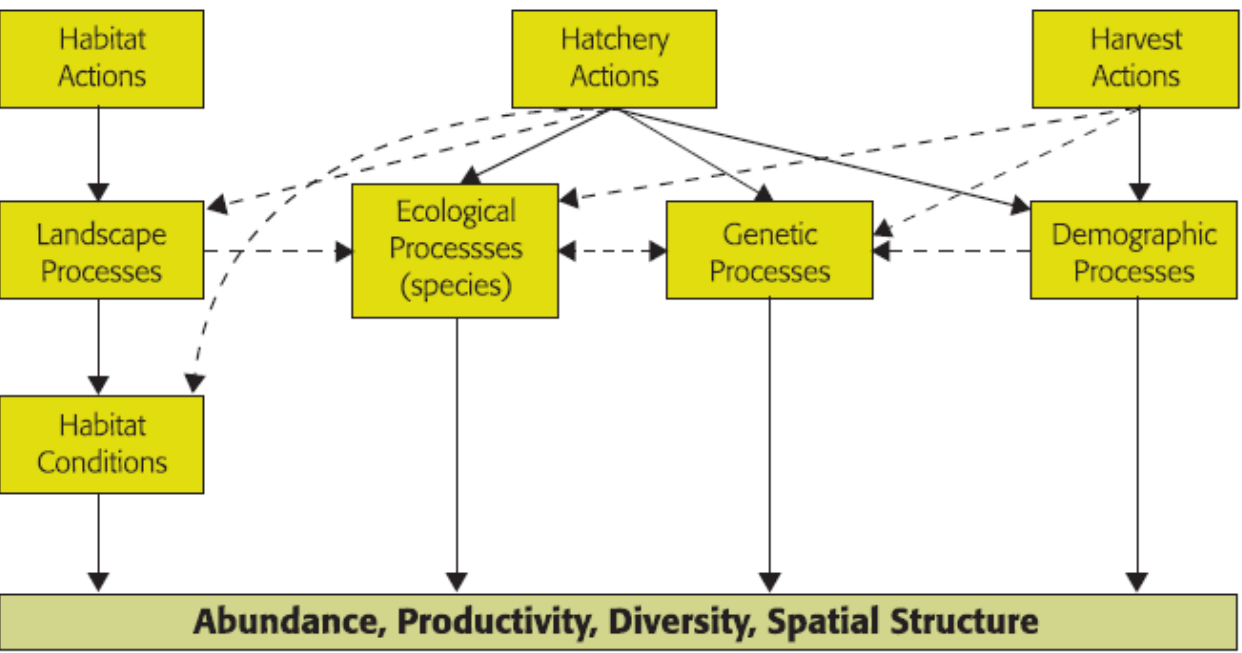 Habitat
Actions
Hatchery
Actions
Harvest
Actions
Landscape
Processes
Ecological
Processses
(species)
Genetic
Processes
Demographic
Processes
Habitat
Conditions
Abundance, Productivity, Diversity, Spatial Structure